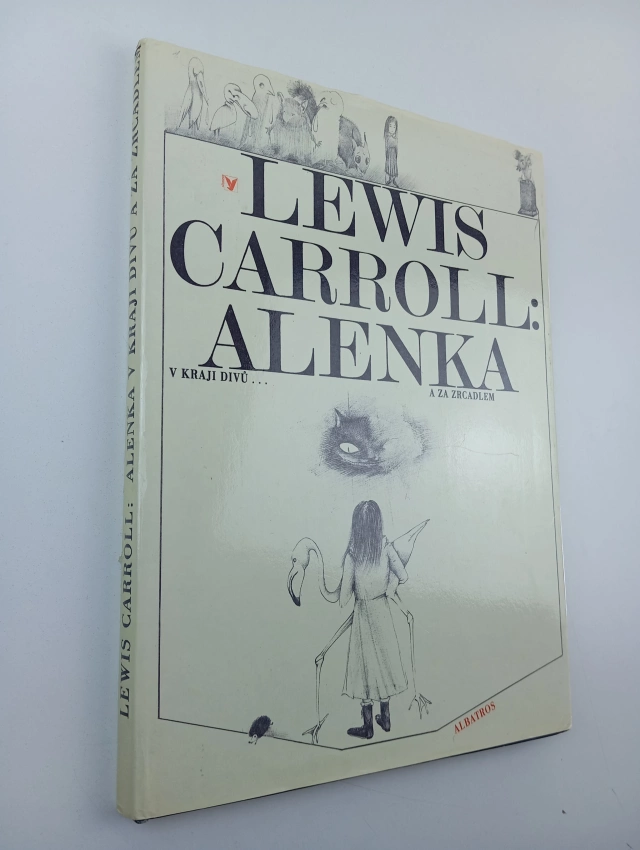 LEWIS
CARROLL:
ALENKA
V KRAJI DIVŮ...
A ZA ZRCADLEM
ALBATROS
LEWIS CARROLL: ALENKA V KRAJI DIVŮ A ZA ZRCADLEM